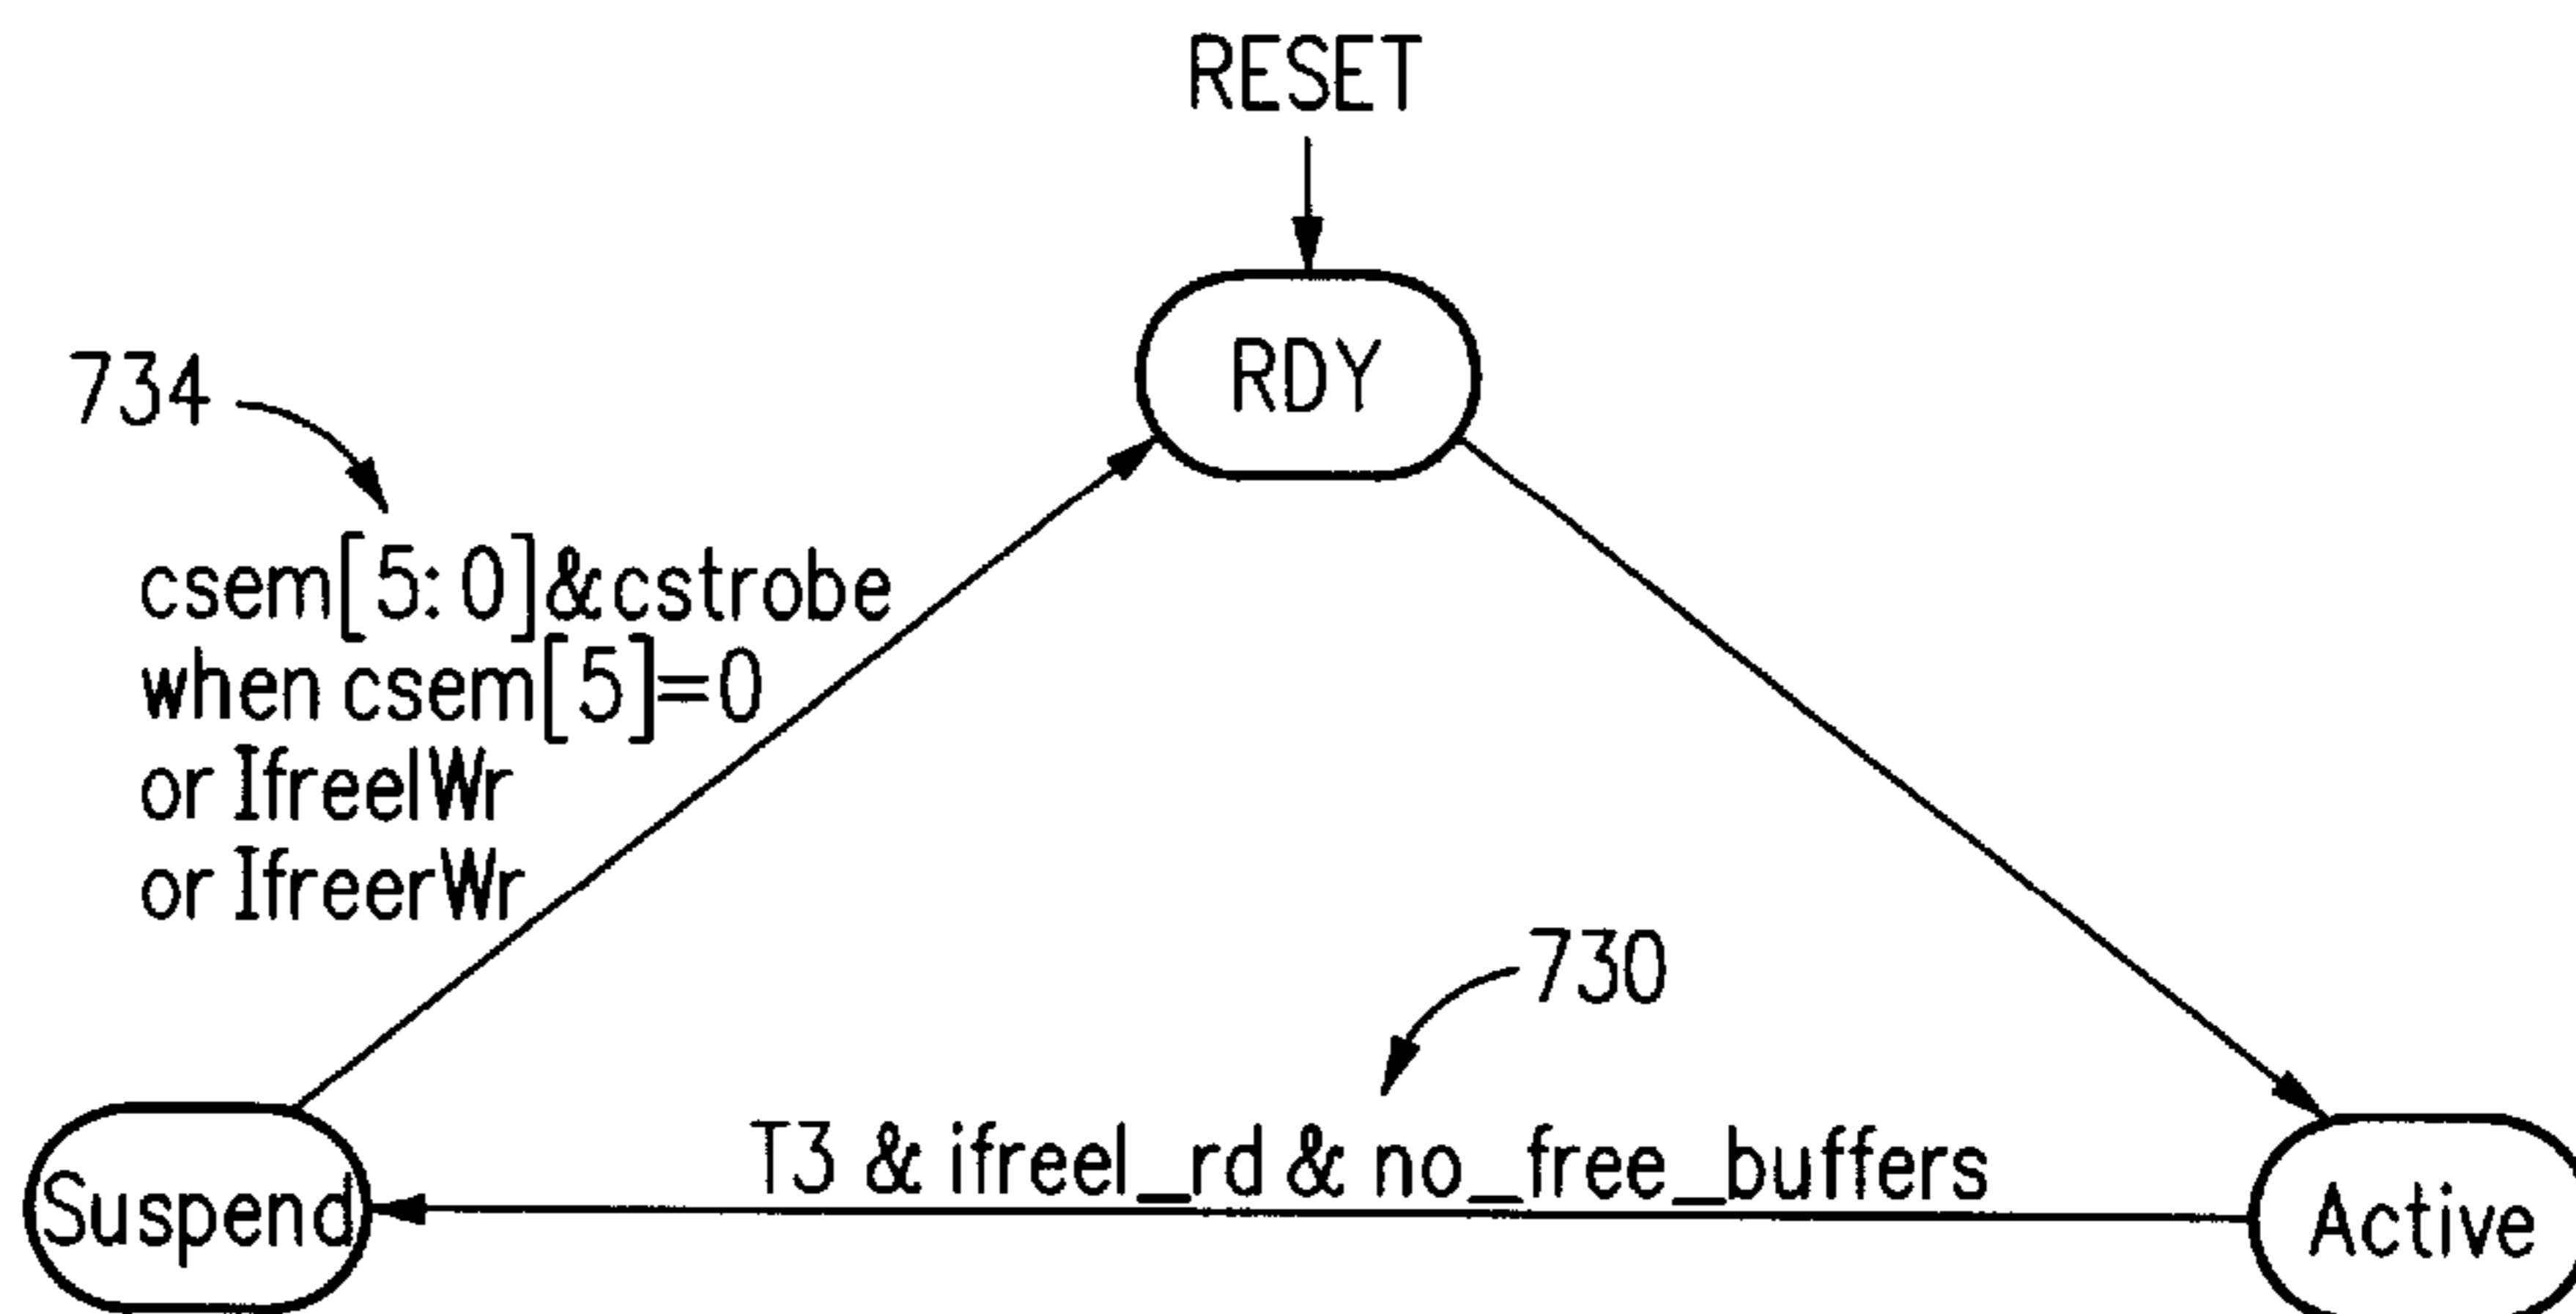 RESET
RDY
734
csem[5:0]&cstrobe
when csem[5]=0
or IfreelWr
or IfreerWr
730
T3 & ifreel_rd & no_free_buffers
Suspend
Active